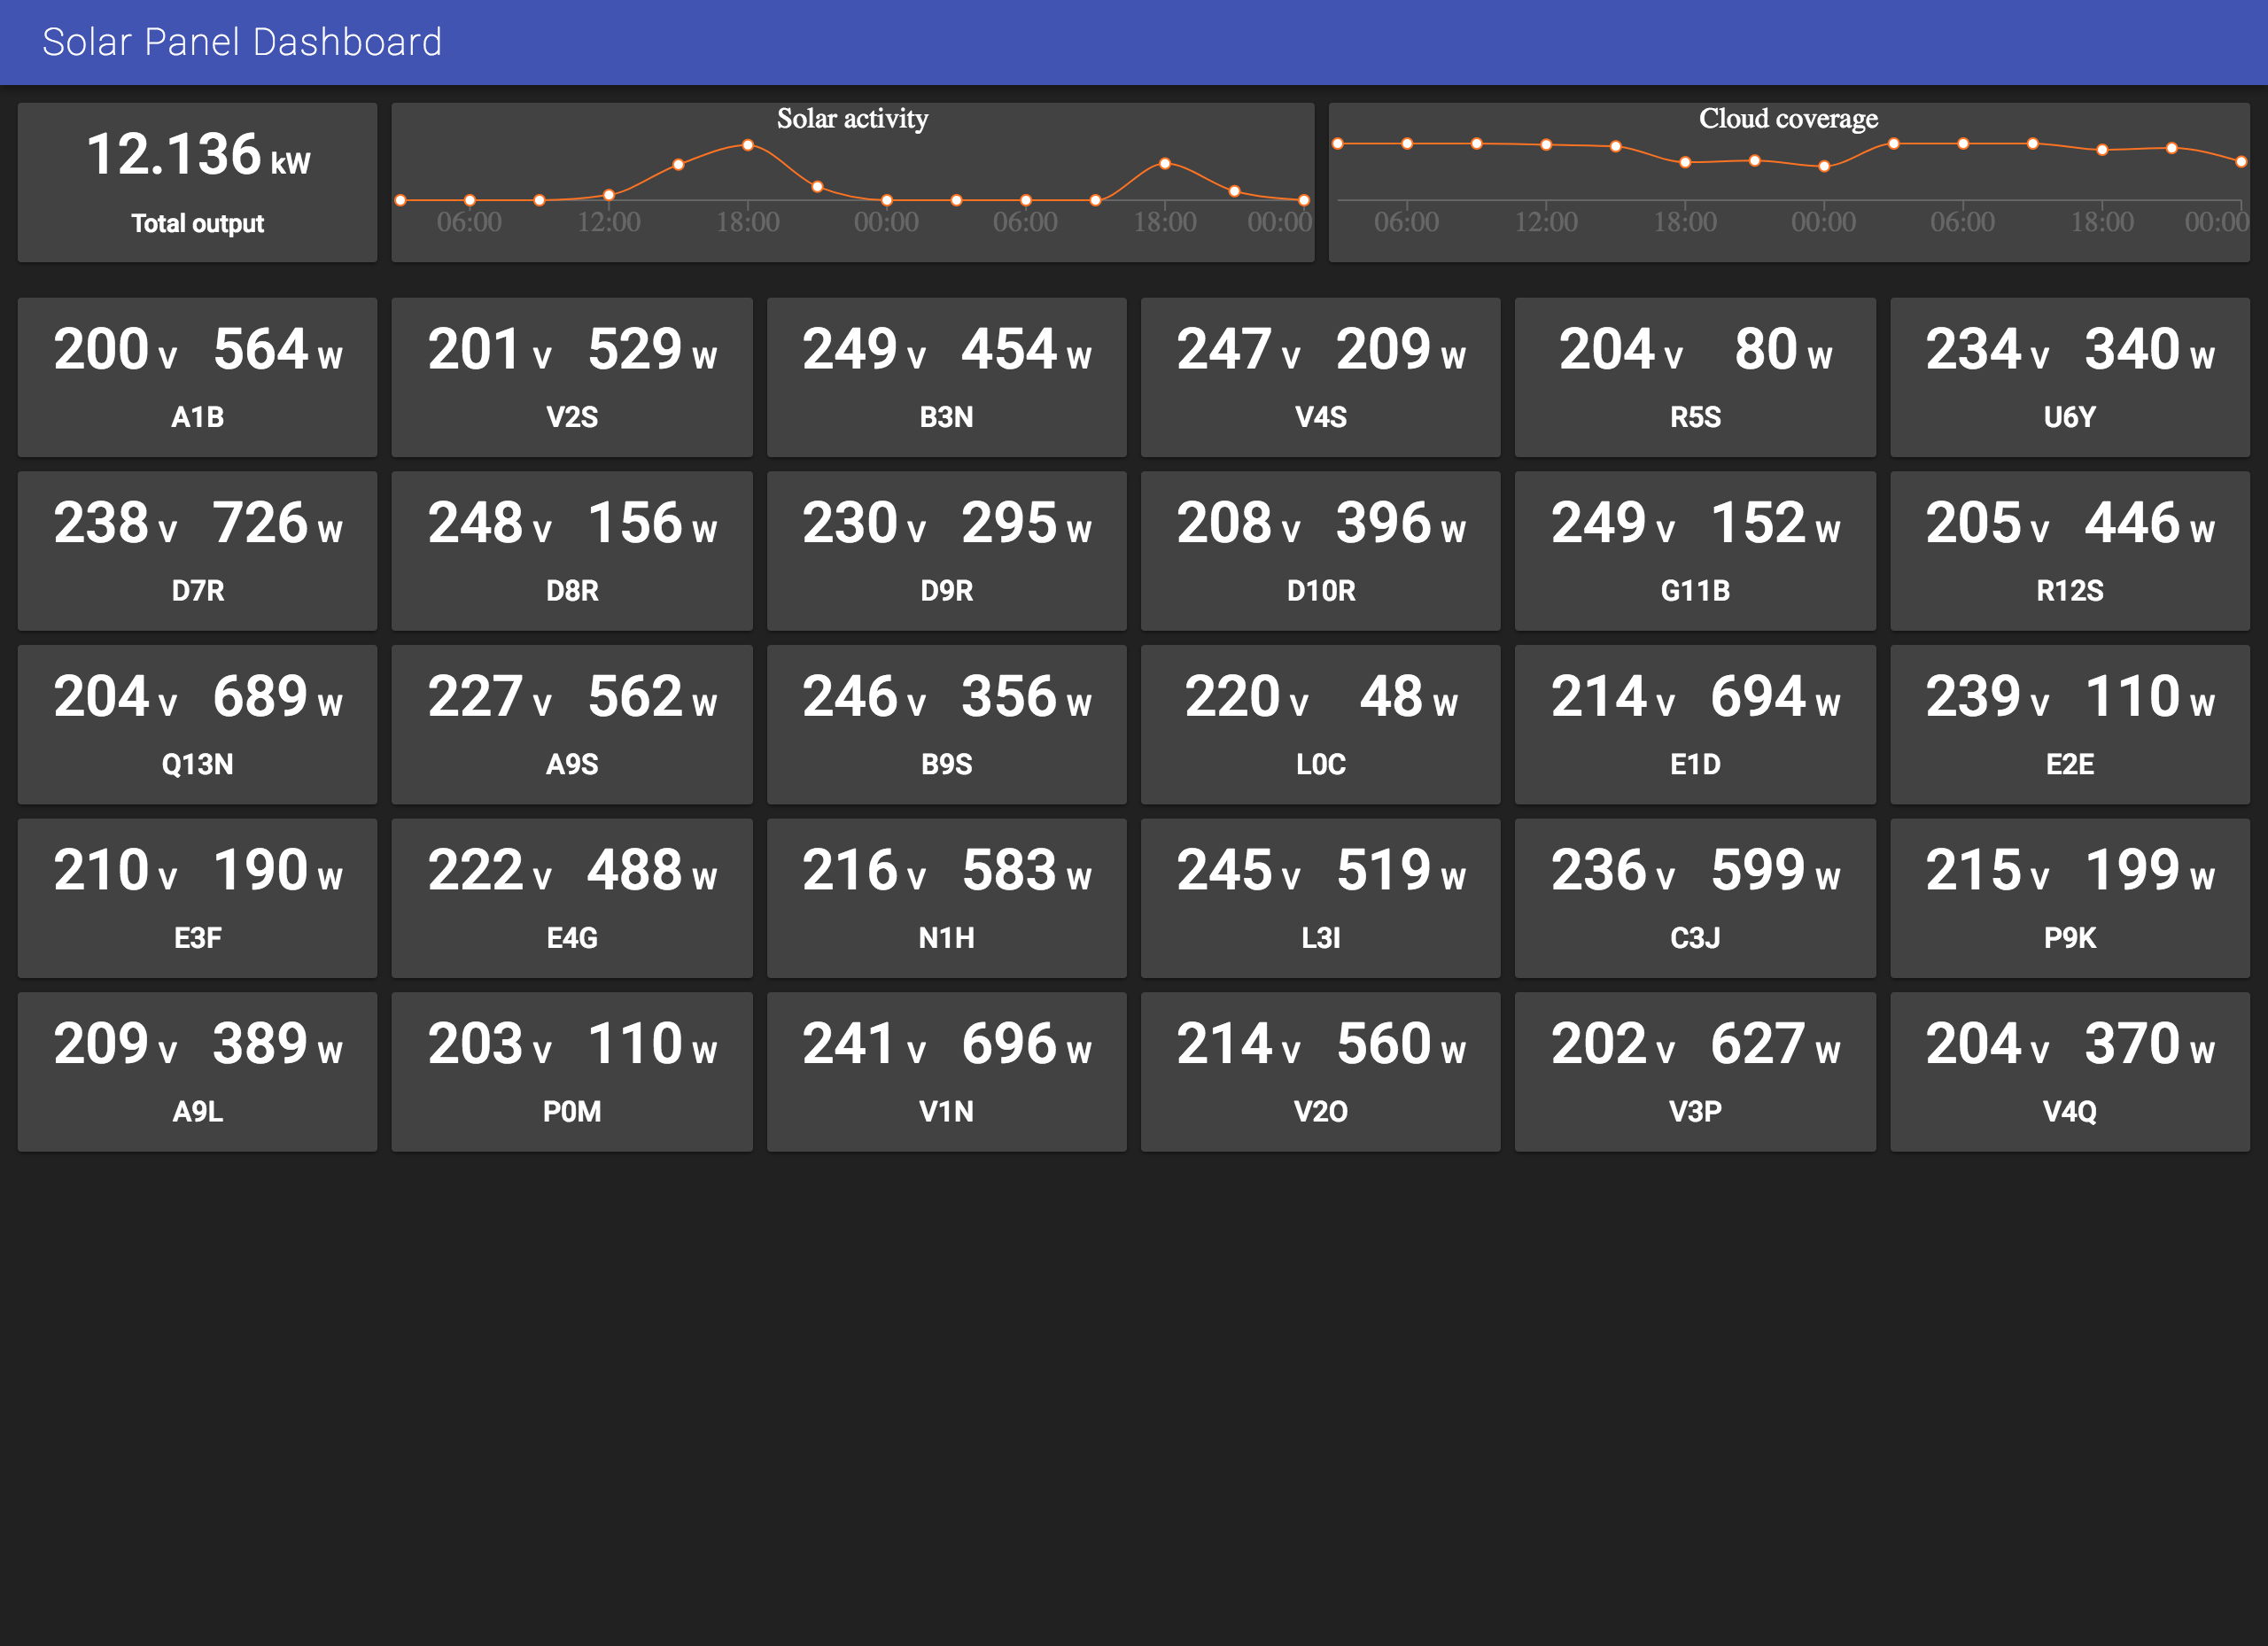 Solar Panel Dashboard
12.136 kW
Total output
Solar activity
06:00 12:00 18:00 00:00 06:00 18:00 00:00
Cloud coverage
06:00 12:00 18:00 00:00 06:00 18:00 00:00
200 V 564 W
A1B
201 V 529 W
V2S
249 V 454 W
B3N
247 V 209 W
V4S
204 V 80 W
R5S
234 V 340 W
U6Y
238 V 726 W
D7R
248 V 156 W
D8R
230 V 295 W
D9R
208 V 396 W
D10R
249 V 152 W
G11B
205 V 446 W
R12S
204 V 689 W
Q13N
227 V 562 W
A9S
246 V 356 W
B9S
220 V 48 W
L0C
214 V 694 W
E1D
239 V 110 W
E2E
210 V 190 W
E3F
222 V 488 W
E4G
216 V 583 W
N1H
245 V 519 W
L3I
236 V 599 W
C3J
215 V 199 W
P9K
209 V 389 W
A9L
203 V 110 W
P0M
241 V 696 W
V1N
214 V 560 W
V2O
202 V 627 W
V3P
204 V 370 W
V4Q